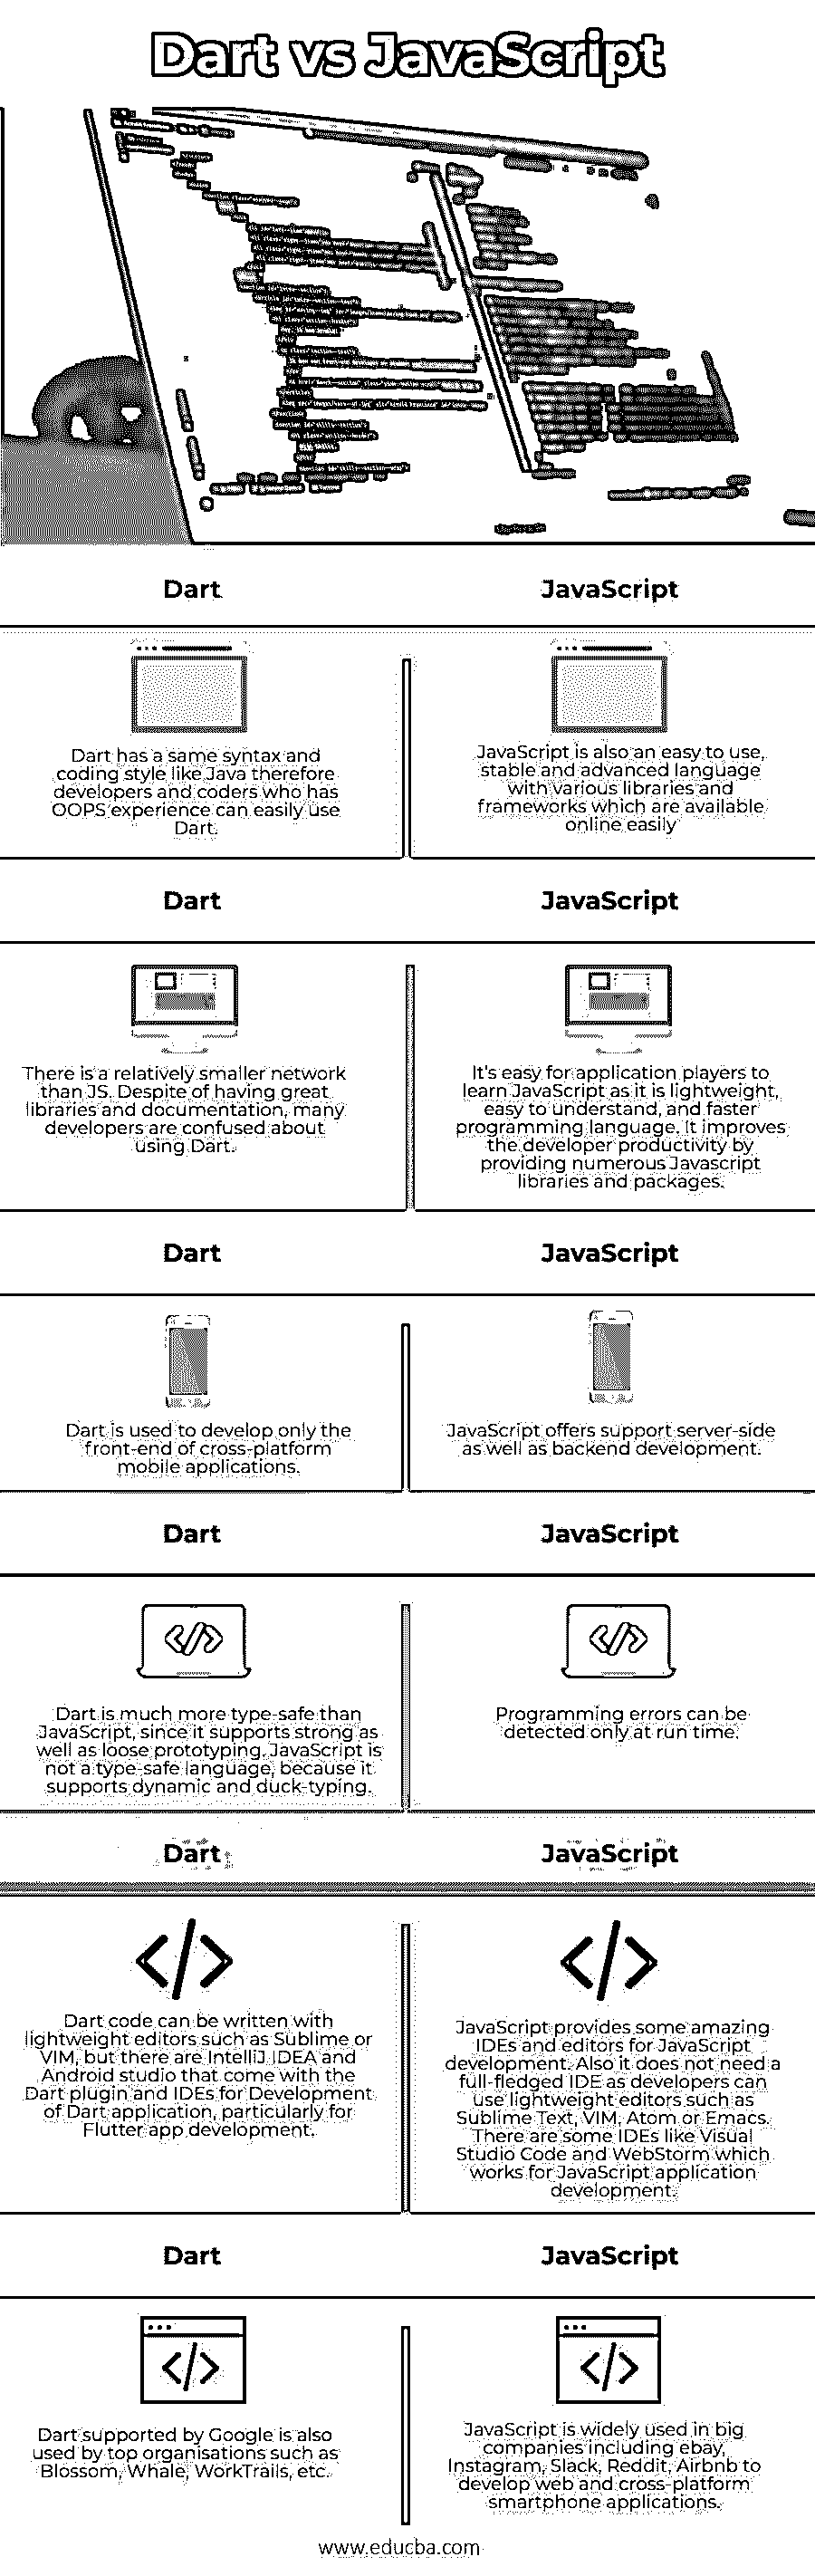 Dart vs JavaScript
Dart
JavaScript
Dart has a same syntax and
coding style like Java therefore
developers and coders who has
OOPS experience can easily use
Dart.
JavaScript is also an easy to use,
stable and advanced language
with various libraries and
frameworks which are available
online easily
Dart
JavaScript
There is a relatively smaller network
than JS. Despite of having great
libraries and documentation, many
developers are confused about
using Dart.
It's easy for application players to
learn JavaScript as it is lightweight,
easy to understand, and faster
programming language. It improves
the developer productivity by
providing numerous Javascript
libraries and packages.
Dart
JavaScript
Dart is used to develop only the
front-end of cross-platform
mobile applications.
JavaScript offers support server-side
as well as backend development.
Dart
JavaScript
Dart is much more type-safe than
JavaScript, since it supports strong as
well as loose prototyping. JavaScript is
not a type-safe language, because it
supports dynamic and duck-typing.
Programming errors can be
detected only at run time.
Dart
JavaScript
Dart code can be written with
lightweight editors such as Sublime or
VIM, but there are IntelliJ IDEA and
Android studio that come with the
Dart plugin and IDEs for Development
of Dart application, particularly for
Flutter app development.
JavaScript provides some amazing
IDEs and editors for JavaScript
development. Also it does not need a
full-fledged IDE as developers can
use lightweight editors such as
Sublime Text, VIM, Atom or Emacs.
There are some IDEs like Visual
Studio Code and WebStorm which
works for JavaScript application
development.
Dart
JavaScript
Dart supported by Google is also
used by top organisations such as
Blossom, Whale, WorkTrails, etc.
JavaScript is widely used in big
companies including ebay,
Instagram, Slack, Reddit, Airbnb to
develop web and cross-platform
smartphone applications.
www.educba.com